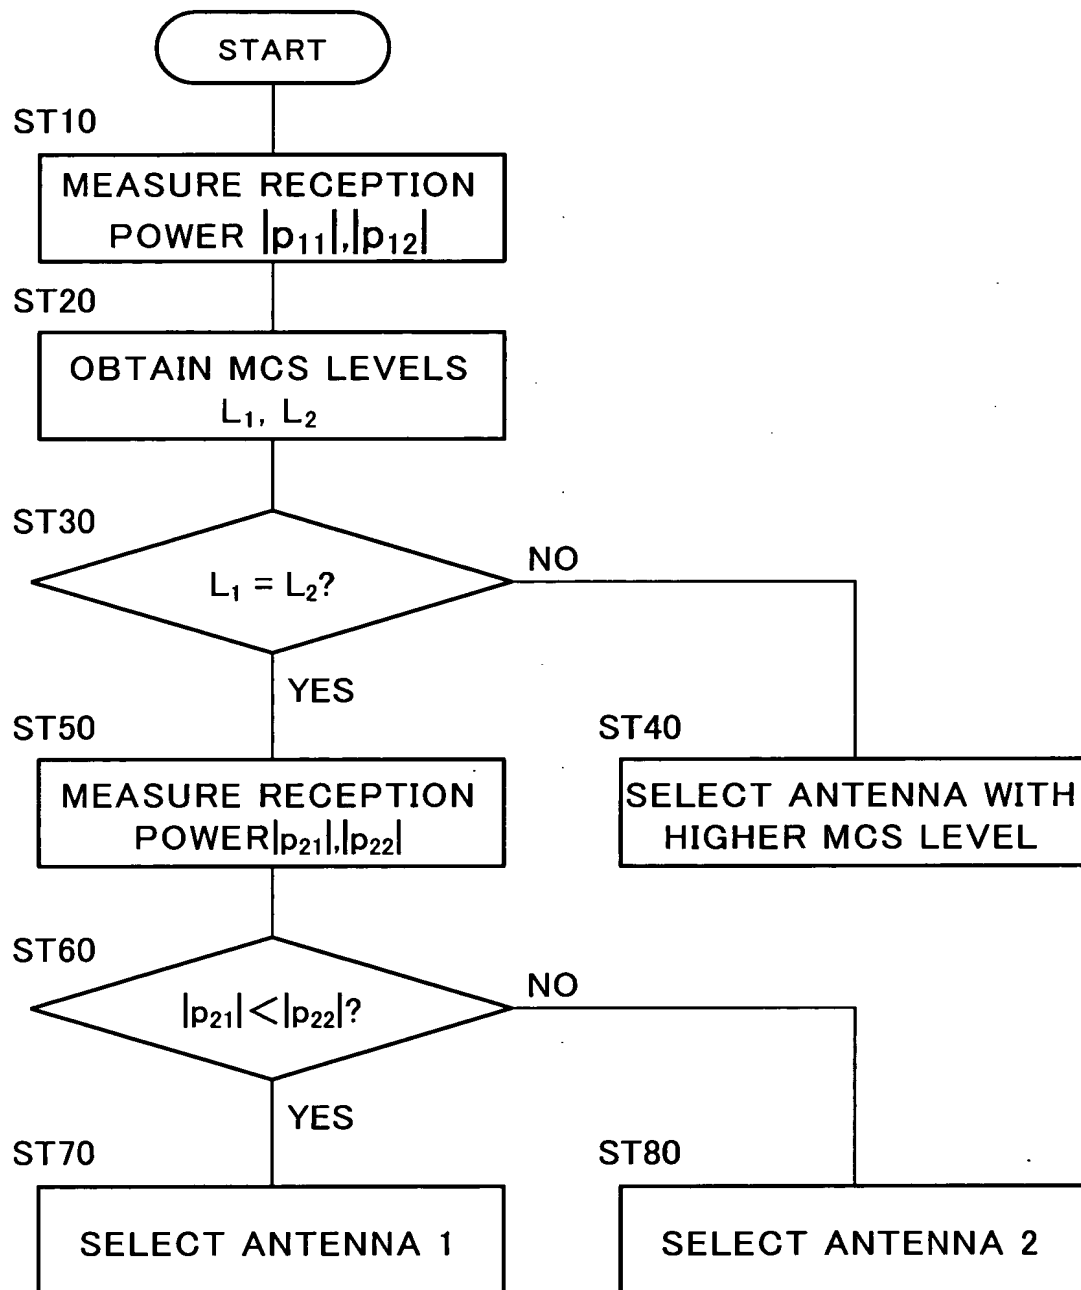 START
ST10
MEASURE RECEPTION
POWER |p₁₁|,|p₁₂|
ST20
OBTAIN MCS LEVELS
L₁, L₂
ST30
L₁ = L₂?
NO
YES
ST50
MEASURE RECEPTION
POWER|p₂₁|,|p₂₂|
ST40
SELECT ANTENNA WITH
HIGHER MCS LEVEL
ST60
|p₂₁|<|p₂₂|?
NO
YES
ST70
SELECT ANTENNA 1
ST80
SELECT ANTENNA 2